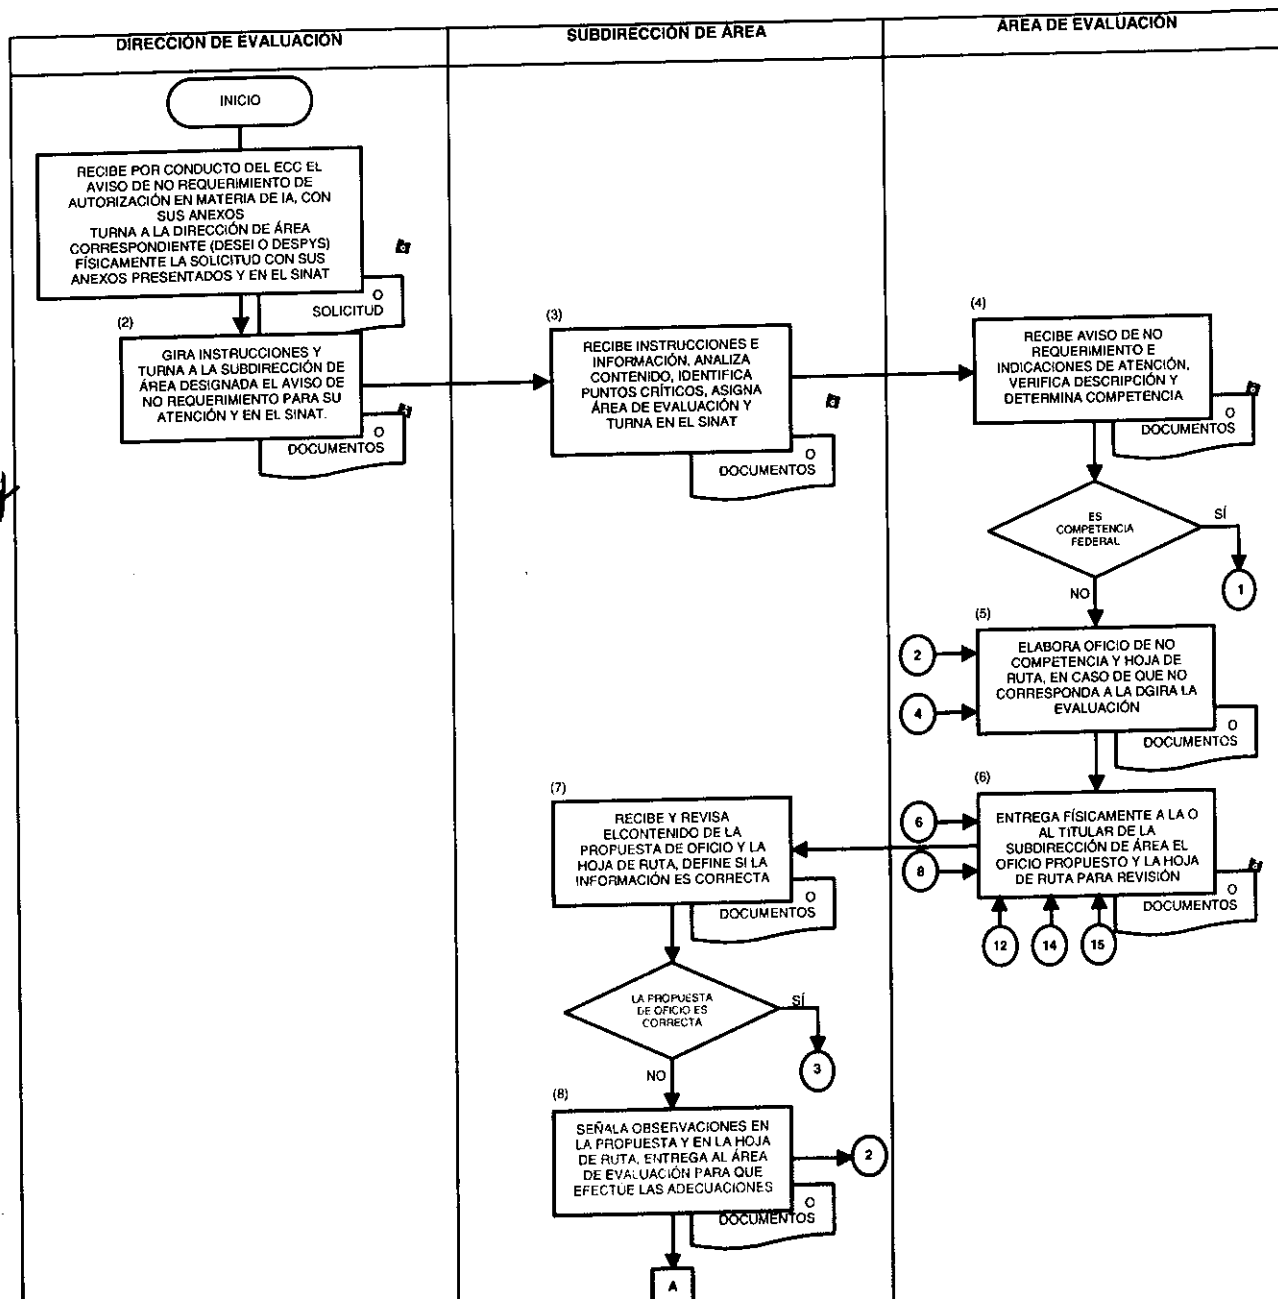 DIRECCIÓN DE EVALUACIÓN
SUBDIRECCIÓN DE ÁREA
ÁREA DE EVALUACIÓN
INICIO
RECIBE POR CONDUCTO DEL ECC EL
AVISO DE NO REQUERIMIENTO DE
AUTORIZACIÓN EN MATERIA DE IA, CON
SUS ANEXOS
TURNA A LA DIRECCIÓN DE ÁREA
CORRESPONDIENTE (DESEI O DESPYS)
FÍSICAMENTE LA SOLICITUD CON SUS
ANEXOS PRESENTADOS Y EN EL SINAT
O
SOLICITUD
(2)
GIRA INSTRUCCIONES Y
TURNA A LA SUBDIRECCIÓN DE
ÁREA DESIGNADA EL AVISO DE
NO REQUERIMIENTO PARA SU
ATENCIÓN Y EN EL SINAT.
O
DOCUMENTOS
(3)
RECIBE INSTRUCCIONES E
INFORMACIÓN, ANALIZA
CONTENIDO, IDENTIFICA
PUNTOS CRÍTICOS, ASIGNA
ÁREA DE EVALUACIÓN Y
TURNA EN EL SINAT
O
DOCUMENTOS
(4)
RECIBE AVISO DE NO
REQUERIMIENTO E
INDICACIONES DE ATENCIÓN,
VERIFICA DESCRIPCIÓN Y
DETERMINA COMPETENCIA
O
DOCUMENTOS
ES
COMPETENCIA
FEDERAL
SÍ
1
NO
(5)
2
4
ELABORA OFICIO DE NO
COMPETENCIA Y HOJA DE
RUTA, EN CASO DE QUE NO
CORRESPONDA A LA DGIRA LA
EVALUACIÓN
O
DOCUMENTOS
(6)
6
8
ENTREGA FÍSICAMENTE A LA O
AL TITULAR DE LA
SUBDIRECCIÓN DE ÁREA EL
OFICIO PROPUESTO Y LA HOJA
DE RUTA PARA REVISIÓN
O
DOCUMENTOS
12
14
15
(7)
RECIBE Y REVISA
ELCONTENIDO DE LA
PROPUESTA DE OFICIO Y LA
HOJA DE RUTA, DEFINE SI LA
INFORMACIÓN ES CORRECTA
O
DOCUMENTOS
LA PROPUESTA
DE OFICIO ES
CORRECTA
SÍ
3
NO
(8)
SEÑALA OBSERVACIONES EN
LA PROPUESTA Y EN LA HOJA
DE RUTA, ENTREGA AL ÁREA
DE EVALUACIÓN PARA QUE
EFECTÚE LAS ADECUACIONES
2
O
DOCUMENTOS
A